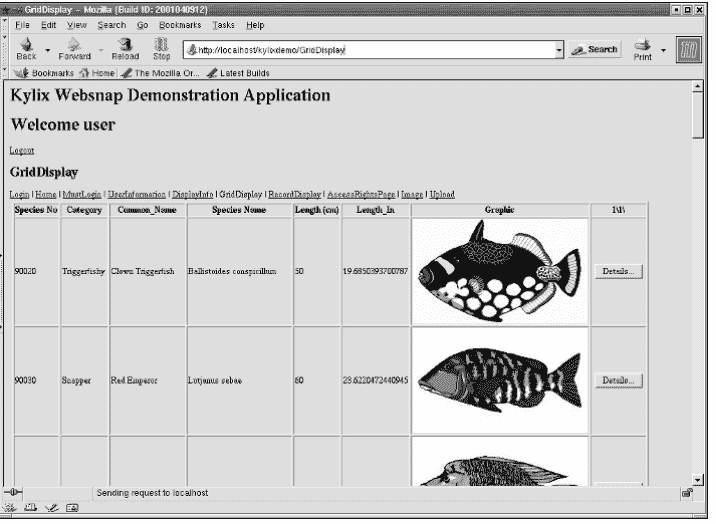 GridDisplay - Mozilla {Build ID: 2001040912}
File Edit View Search Go Bookmarks Tasks Help
Back Forward Reload Stop http://localhost/kylixdemo/GridDisplay Search Print
Bookmarks Home The Mozilla Or... Latest Builds
Kylix Websnap Demonstration Application
Welcome user
Logout
GridDisplay
Login | Home | MustLogin | UserInformation | DisplayInfo | GridDisplay | RecordDisplay | AccessRightsPage | Image | Upload
Species No Category Common_Name Species Name Length (cm) Length_In Graphic 1\1\
90020 Triggerfishy Clown Triggerfish Ballistoides conspicillum 50 19.6850393700787 Details...
90030 Snapper Red Emperor Lutjanus sebae 60 23.6220472440945 Details...
Sending request to localhost